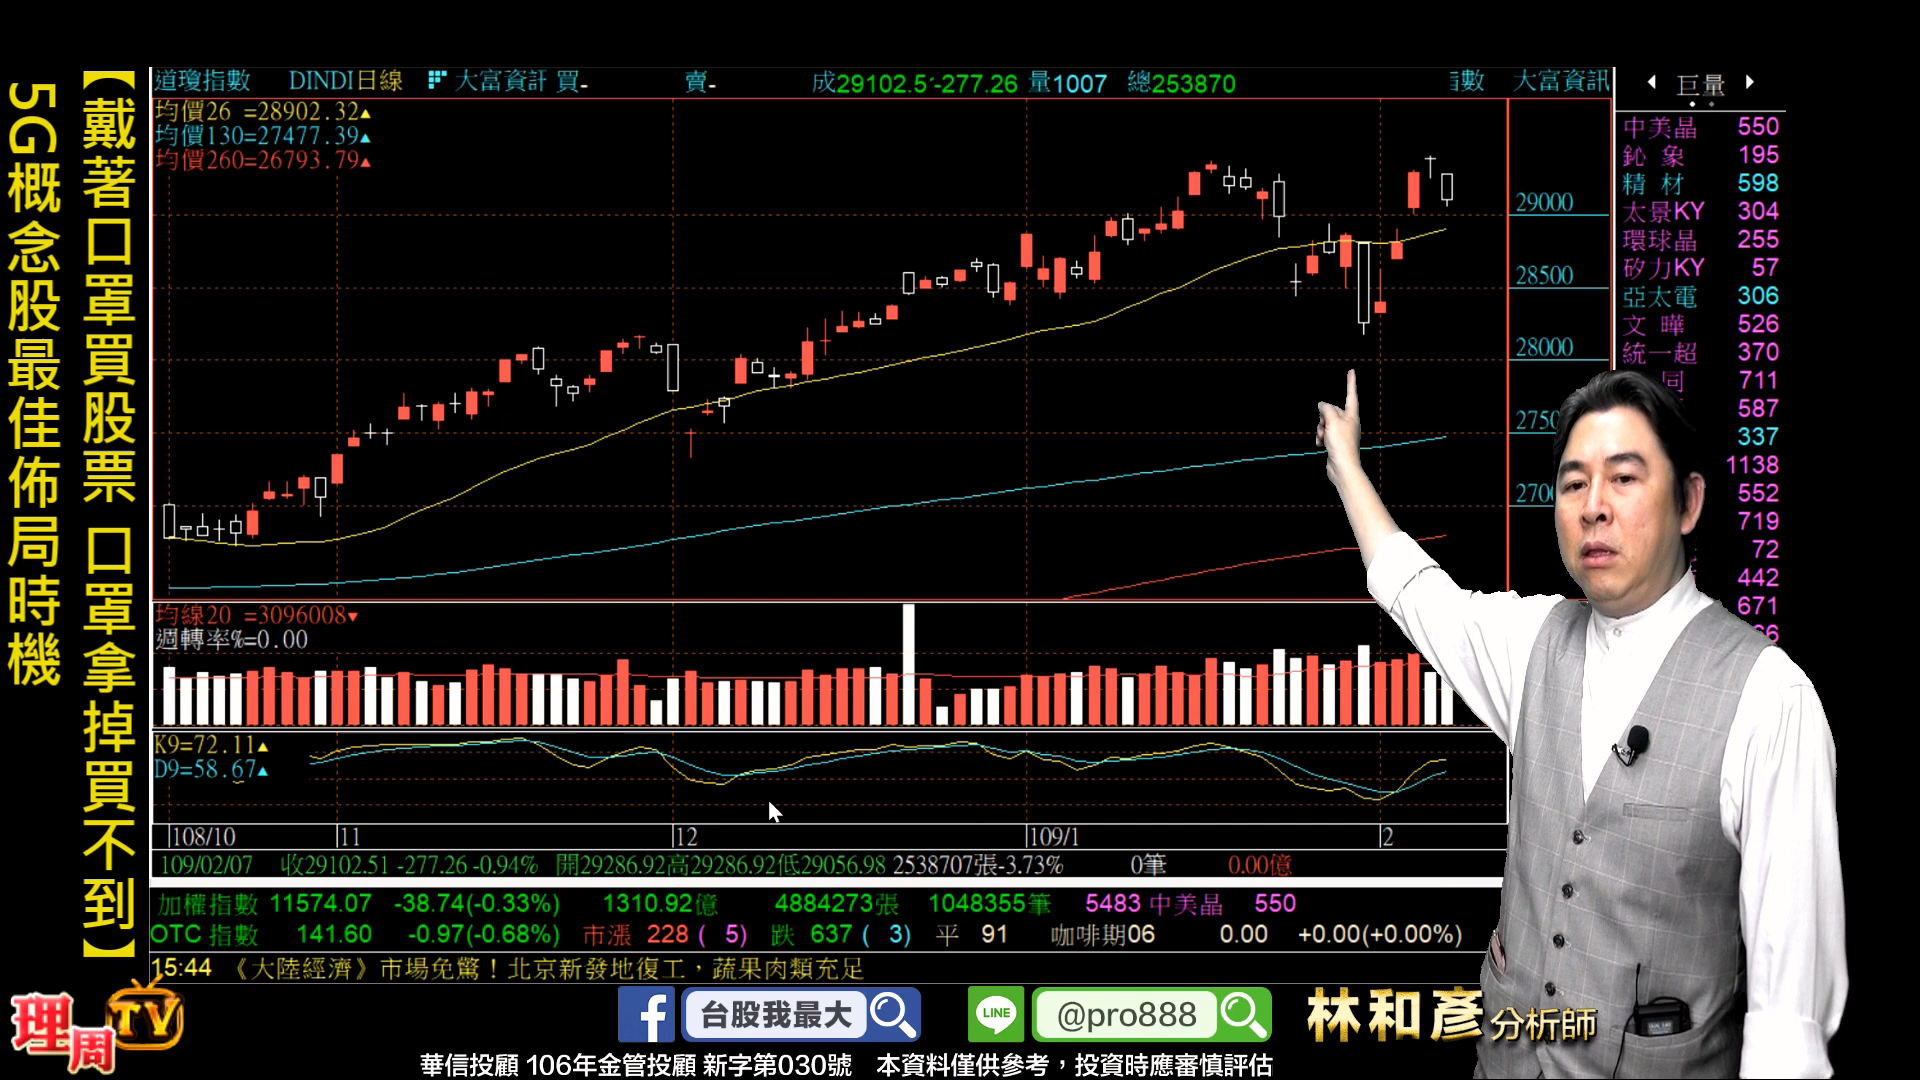 【戴著口罩買股票 口罩拿掉買不到】
5G概念股最佳佈局時機
道瓊指數 DINDI日線 大富資訊 買- 賣- 成29102.5 -277.26 量1007 總253870 指數 大富資訊
均價26 =28902.32▲
均價130=27477.39▲
均價260=26793.79▲
29000
28500
28000
2750
2700
均線20 =3096008▼
週轉率%=0.00
K9=72.11▲
D9=58.67▲
108/10 11 12 109/1 2
109/02/07 收29102.51 -277.26 -0.94% 開29286.92高29286.92低29056.98 2538707張-3.73% 0筆 0.00億
加權指數 11574.07 -38.74(-0.33%) 1310.92億 4884273張 1048355筆 5483 中美晶 550
OTC 指數 141.60 -0.97(-0.68%) 市漲 228 ( 5) 跌 637 ( 3) 平 91 咖啡期06 0.00 +0.00(+0.00%)
15:44 《大陸經濟》市場免驚！北京新發地復工，蔬果肉類充足
巨量
中美晶 550
鈊象 195
精材 598
太景KY 304
環球晶 255
矽力KY 57
亞太電 306
文曄 526
統一超 370
同 711
587
337
1138
552
719
72
442
671
理周TV
台股我最大
LINE @pro888
林和彥 分析師
華信投顧 106年金管投顧 新字第030號 本資料僅供參考，投資時應審慎評估